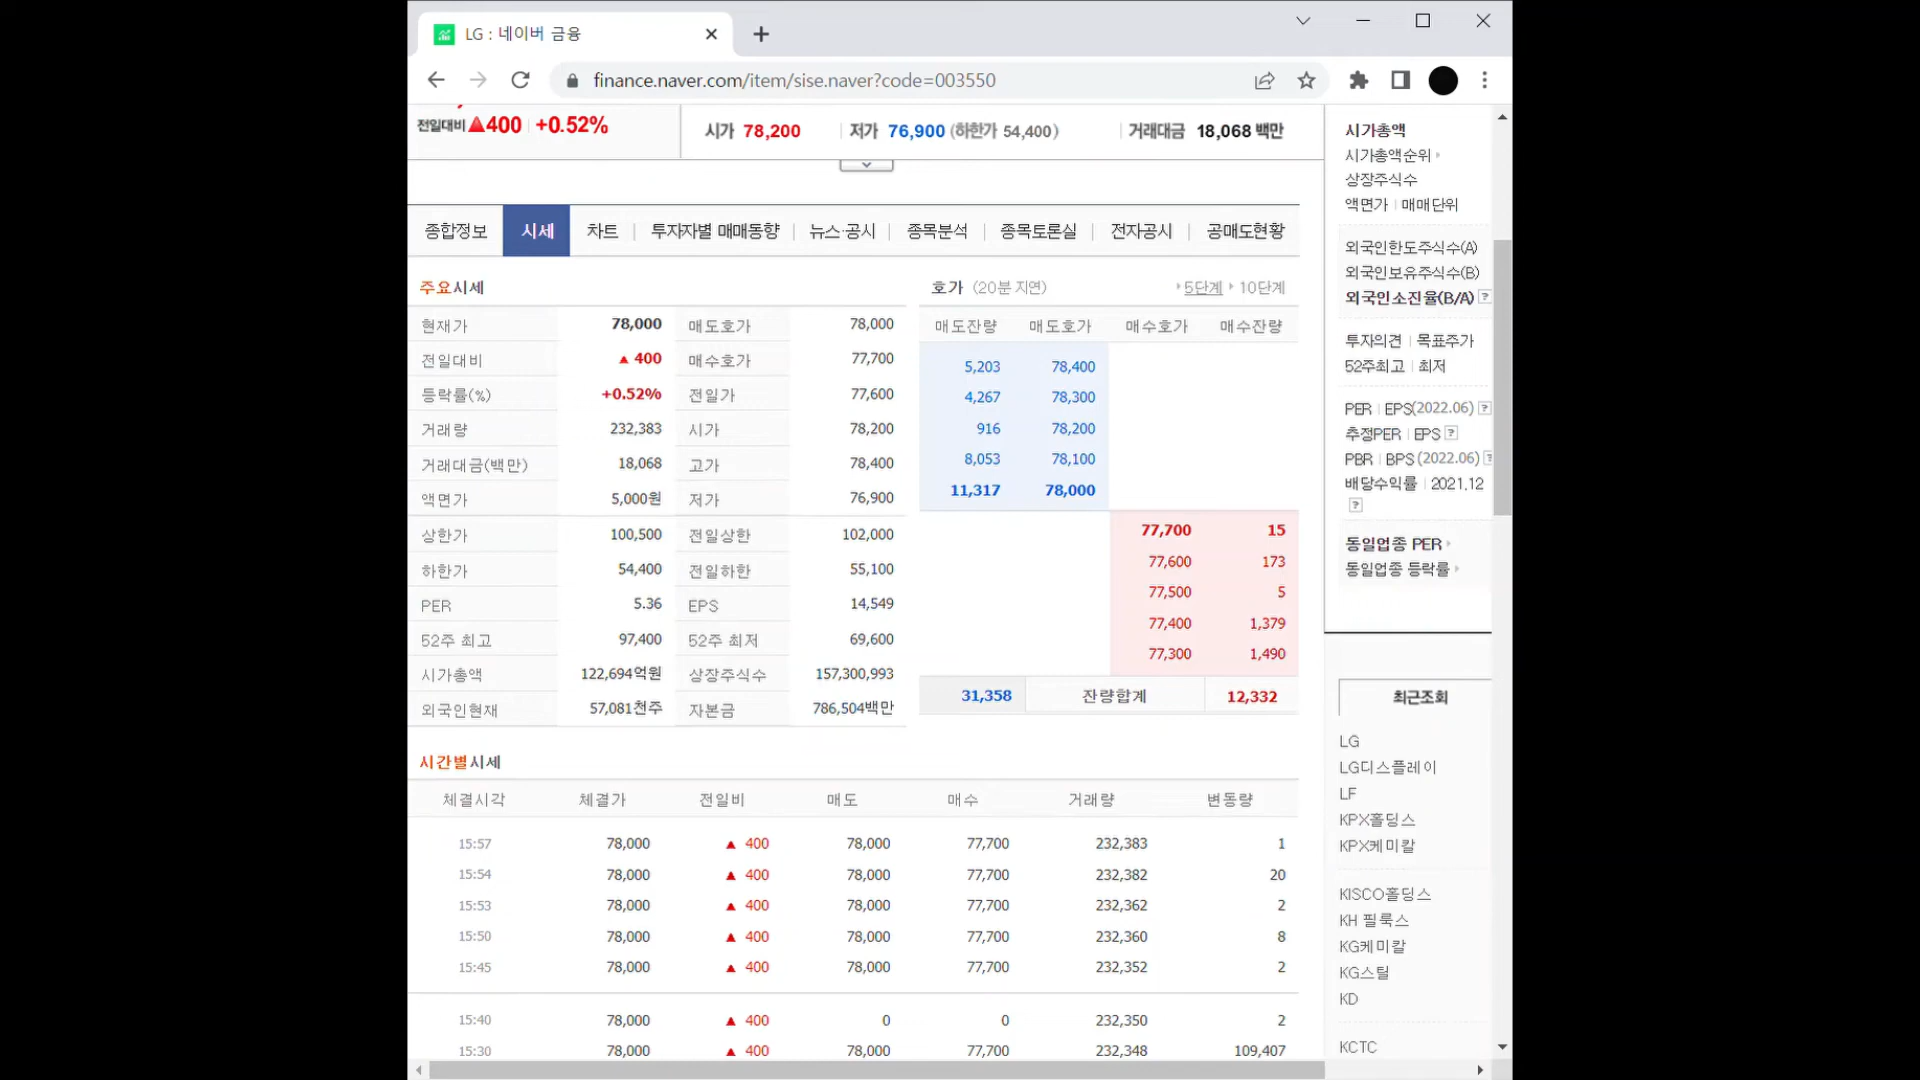 LG : 네이버 금융
finance.naver.com/item/sise.naver?code=003550
전일대비 ▲400 +0.52%
시가 78,200 저가 76,900 (하한가 54,400) 거래대금 18,068 백만
종합정보 시세 차트 투자자별 매매동향 뉴스·공시 종목분석 종목토론실 전자공시 공매도현황
주요시세
현재가 78,000 매도호가 78,000
전일대비 ▲ 400 매수호가 77,700
등락률(%) +0.52% 전일가 77,600
거래량 232,383 시가 78,200
거래대금(백만) 18,068 고가 78,400
액면가 5,000원 저가 76,900
상한가 100,500 전일상한 102,000
하한가 54,400 전일하한 55,100
PER 5.36 EPS 14,549
52주 최고 97,400 52주 최저 69,600
시가총액 122,694억원 상장주식수 157,300,993
외국인현재 57,081천주 자본금 786,504백만
호가 (20분 지연) 5단계 10단계
매도잔량 매도호가 매수호가 매수잔량
5,203 78,400
4,267 78,300
916 78,200
8,053 78,100
11,317 78,000
77,700 15
77,600 173
77,500 5
77,400 1,379
77,300 1,490
31,358 잔량합계 12,332
시간별시세
체결시각 체결가 전일비 매도 매수 거래량 변동량
15:57 78,000 ▲ 400 78,000 77,700 232,383 1
15:54 78,000 ▲ 400 78,000 77,700 232,382 20
15:53 78,000 ▲ 400 78,000 77,700 232,362 2
15:50 78,000 ▲ 400 78,000 77,700 232,360 8
15:45 78,000 ▲ 400 78,000 77,700 232,352 2
15:40 78,000 ▲ 400 0 0 232,350 2
15:30 78,000 ▲ 400 78,000 77,700 232,348 109,407
시가총액
시가총액순위
상장주식수
액면가 | 매매단위
외국인한도주식수(A)
외국인보유주식수(B)
외국인소진율(B/A) ?
투자의견 | 목표주가
52주최고 | 최저
PER | EPS(2022.06) ?
추정PER | EPS ?
PBR | BPS (2022.06) ?
배당수익률 | 2021.12
?
동일업종 PER
동일업종 등락률
최근조회
LG
LG디스플레이
LF
KPX홀딩스
KPX케미칼
KISCO홀딩스
KH 필룩스
KG케미칼
KG스틸
KD
KCTC